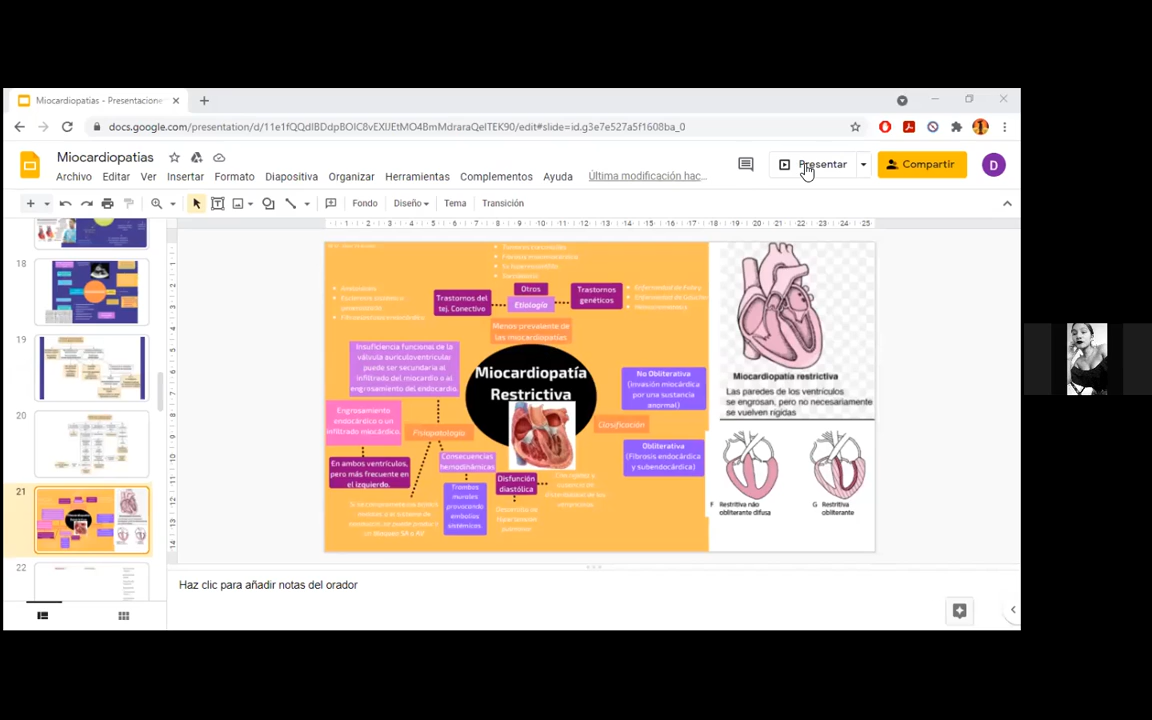 Miocardiopatías - Presentacione
docs.google.com/presentation/d/11e1fQQdIBDdpBOIC8vEXlJEtMO4BmMdraraQeITEK90/edit#slide=id.g3e7e527a5f1608ba_0
Miocardiopatías
Archivo Editar Ver Insertar Formato Diapositiva Organizar Herramientas Complementos Ayuda Última modificación hac...
Presentar
Compartir
D
Fondo Diseño Tema Transición
18
19
20
21
22
Otros
Etiología
Trastornos del
tej. Conectivo
Trastornos
genéticos
Menos prevalente de
las miocardiopatías
Insuficiencia funcional de la
válvula auriculoventricular
puede ser secundaria al
infiltrado del miocardio o al
engrosamiento del endocardio.
Miocardiopatía
Restrictiva
No Obliterativa
(Invasión miocárdica
por una sustancia
anormal)
Engrosamiento
endocárdico o un
infiltrado miocárdico.
Fisiopatología
Clasificación
Obliterativa
(Fibrosis endocárdica
y subendocárdica)
En ambos ventrículos,
pero más frecuente en
el izquierdo.
Consecuencias
hemodinámicas
Disfunción
diastólica
Trombos
murales
provocando
embolias
sistémicos.
Miocardiopatía restrictiva
Las paredes de los ventrículos
se engrosan, pero no necesariamente
se vuelven rígidas
F Restritiva não
obliterante difusa
G Restritiva
obliterante
Haz clic para añadir notas del orador